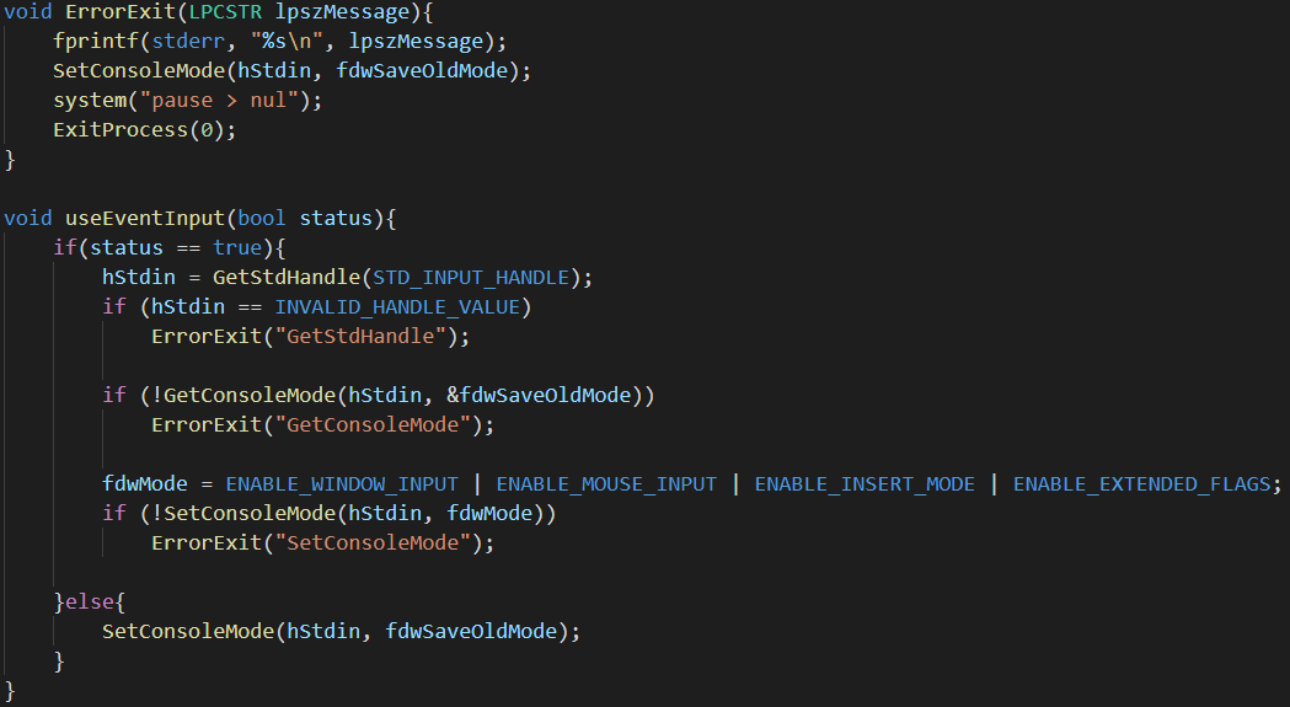 void ErrorExit(LPCSTR lpszMessage){
    fprintf(stderr, "%s\n", lpszMessage);
    SetConsoleMode(hStdin, fdwSaveOldMode);
    system("pause > nul");
    ExitProcess(0);
}

void useEventInput(bool status){
    if(status == true){
        hStdin = GetStdHandle(STD_INPUT_HANDLE);
        if (hStdin == INVALID_HANDLE_VALUE)
            ErrorExit("GetStdHandle");

        if (!GetConsoleMode(hStdin, &fdwSaveOldMode))
            ErrorExit("GetConsoleMode");

        fdwMode = ENABLE_WINDOW_INPUT | ENABLE_MOUSE_INPUT | ENABLE_INSERT_MODE | ENABLE_EXTENDED_FLAGS;
        if (!SetConsoleMode(hStdin, fdwMode))
            ErrorExit("SetConsoleMode");

    }else{
        SetConsoleMode(hStdin, fdwSaveOldMode);
    }
}